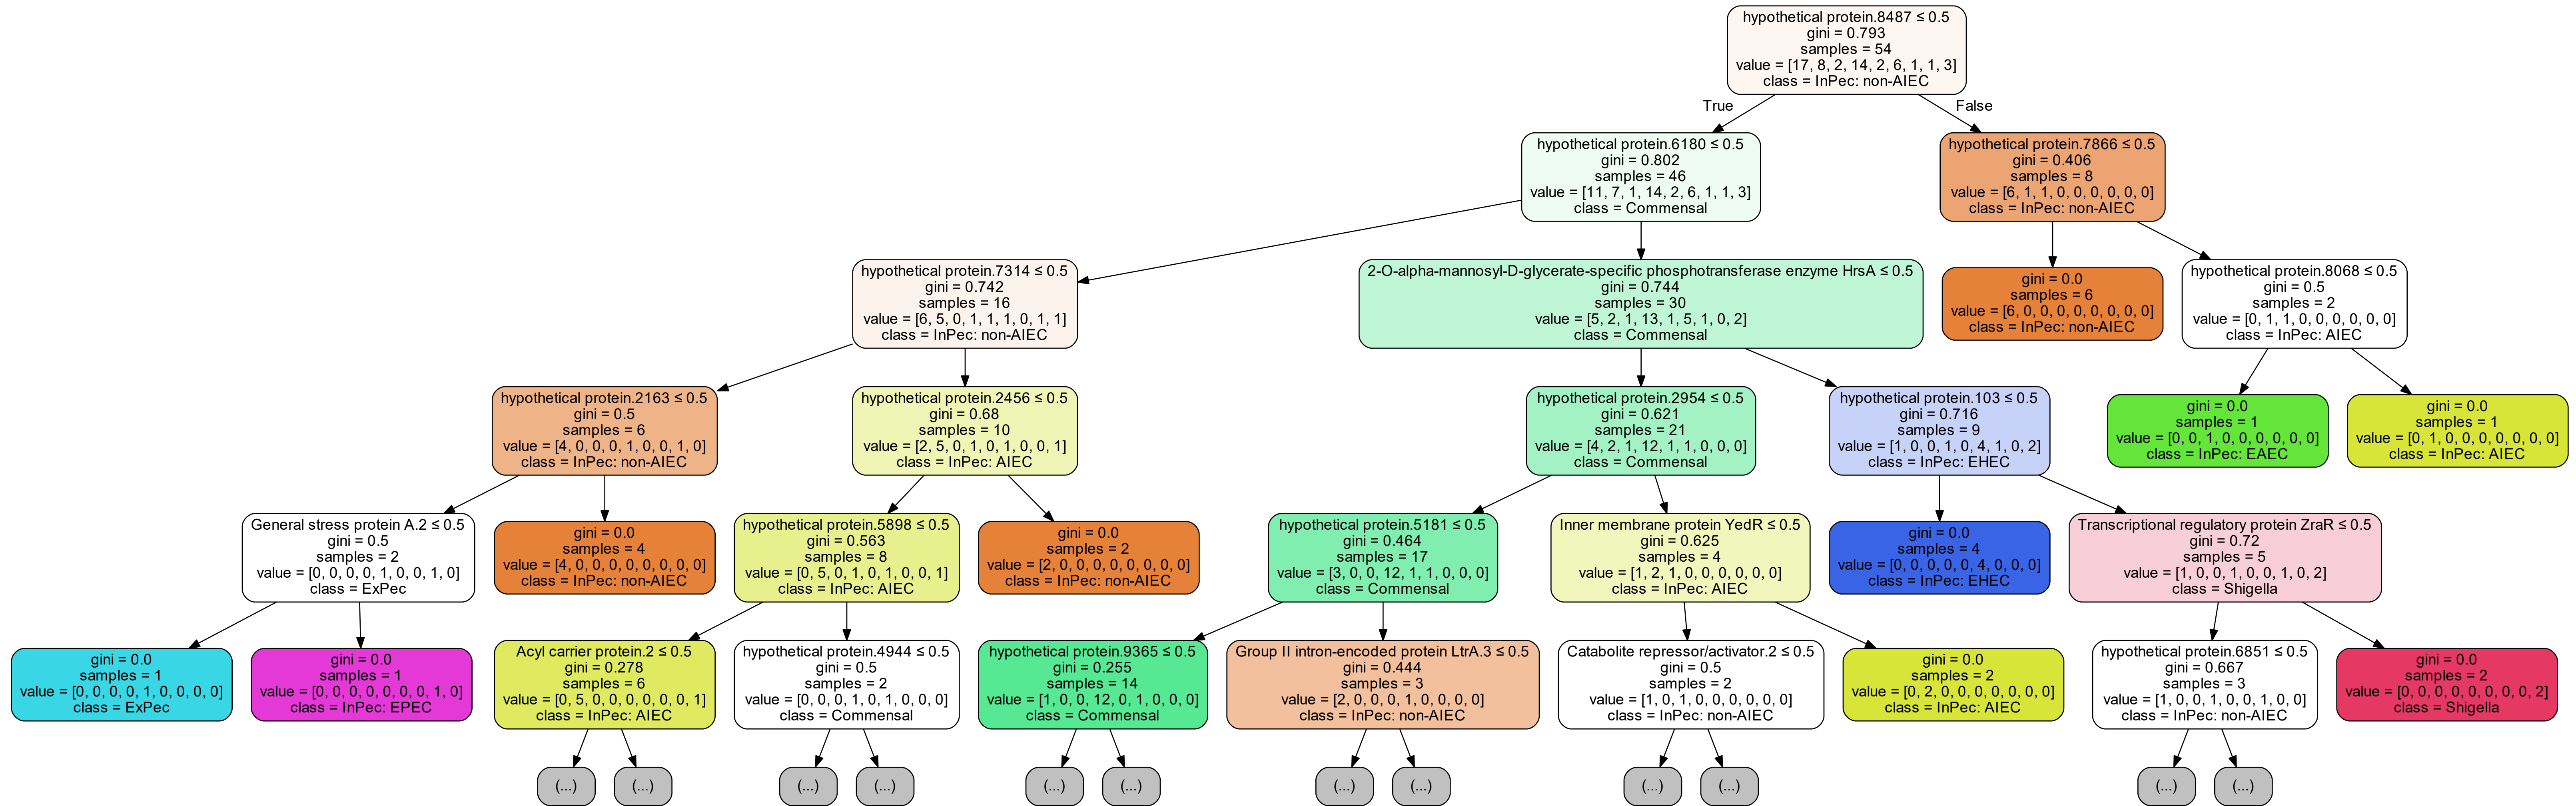 hypothetical protein.8487 ≤ 0.5
gini = 0.793
samples = 54
value = [17, 8, 2, 14, 2, 6, 1, 1, 3]
class = InPec: non-AIEC
True
False
hypothetical protein.6180 ≤ 0.5
gini = 0.802
samples = 46
value = [11, 7, 1, 14, 2, 6, 1, 1, 3]
class = Commensal
hypothetical protein.7866 ≤ 0.5
gini = 0.406
samples = 8
value = [6, 1, 1, 0, 0, 0, 0, 0, 0]
class = InPec: non-AIEC
hypothetical protein.7314 ≤ 0.5
gini = 0.742
samples = 16
value = [6, 5, 0, 1, 1, 1, 0, 1, 1]
class = InPec: non-AIEC
2-O-alpha-mannosyl-D-glycerate-specific phosphotransferase enzyme HrsA ≤ 0.5
gini = 0.744
samples = 30
value = [5, 2, 1, 13, 1, 5, 1, 0, 2]
class = Commensal
gini = 0.0
samples = 6
value = [6, 0, 0, 0, 0, 0, 0, 0, 0]
class = InPec: non-AIEC
hypothetical protein.8068 ≤ 0.5
gini = 0.5
samples = 2
value = [0, 1, 1, 0, 0, 0, 0, 0, 0]
class = InPec: AIEC
hypothetical protein.2163 ≤ 0.5
gini = 0.5
samples = 6
value = [4, 0, 0, 0, 1, 0, 0, 1, 0]
class = InPec: non-AIEC
hypothetical protein.2456 ≤ 0.5
gini = 0.68
samples = 10
value = [2, 5, 0, 1, 0, 1, 0, 0, 1]
class = InPec: AIEC
hypothetical protein.2954 ≤ 0.5
gini = 0.621
samples = 21
value = [4, 2, 1, 12, 1, 1, 0, 0, 0]
class = Commensal
hypothetical protein.103 ≤ 0.5
gini = 0.716
samples = 9
value = [1, 0, 0, 1, 0, 4, 1, 0, 2]
class = InPec: EHEC
gini = 0.0
samples = 1
value = [0, 0, 1, 0, 0, 0, 0, 0, 0]
class = InPec: EAEC
gini = 0.0
samples = 1
value = [0, 1, 0, 0, 0, 0, 0, 0, 0]
class = InPec: AIEC
General stress protein A.2 ≤ 0.5
gini = 0.5
samples = 2
value = [0, 0, 0, 0, 1, 0, 0, 1, 0]
class = ExPec
gini = 0.0
samples = 4
value = [4, 0, 0, 0, 0, 0, 0, 0, 0]
class = InPec: non-AIEC
hypothetical protein.5898 ≤ 0.5
gini = 0.563
samples = 8
value = [0, 5, 0, 1, 0, 1, 0, 0, 1]
class = InPec: AIEC
gini = 0.0
samples = 2
value = [2, 0, 0, 0, 0, 0, 0, 0, 0]
class = InPec: non-AIEC
hypothetical protein.5181 ≤ 0.5
gini = 0.464
samples = 17
value = [3, 0, 0, 12, 1, 1, 0, 0, 0]
class = Commensal
Inner membrane protein YedR ≤ 0.5
gini = 0.625
samples = 4
value = [1, 2, 1, 0, 0, 0, 0, 0, 0]
class = InPec: AIEC
gini = 0.0
samples = 4
value = [0, 0, 0, 0, 0, 4, 0, 0, 0]
class = InPec: EHEC
Transcriptional regulatory protein ZraR ≤ 0.5
gini = 0.72
samples = 5
value = [1, 0, 0, 1, 0, 0, 1, 0, 2]
class = Shigella
gini = 0.0
samples = 1
value = [0, 0, 0, 0, 1, 0, 0, 0, 0]
class = ExPec
gini = 0.0
samples = 1
value = [0, 0, 0, 0, 0, 0, 0, 1, 0]
class = InPec: EPEC
Acyl carrier protein.2 ≤ 0.5
gini = 0.278
samples = 6
value = [0, 5, 0, 0, 0, 0, 0, 0, 1]
class = InPec: AIEC
hypothetical protein.4944 ≤ 0.5
gini = 0.5
samples = 2
value = [0, 0, 0, 1, 0, 1, 0, 0, 0]
class = Commensal
hypothetical protein.9365 ≤ 0.5
gini = 0.255
samples = 14
value = [1, 0, 0, 12, 0, 1, 0, 0, 0]
class = Commensal
Group II intron-encoded protein LtrA.3 ≤ 0.5
gini = 0.444
samples = 3
value = [2, 0, 0, 0, 1, 0, 0, 0, 0]
class = InPec: non-AIEC
Catabolite repressor/activator.2 ≤ 0.5
gini = 0.5
samples = 2
value = [1, 0, 1, 0, 0, 0, 0, 0, 0]
class = InPec: non-AIEC
gini = 0.0
samples = 2
value = [0, 2, 0, 0, 0, 0, 0, 0, 0]
class = InPec: AIEC
hypothetical protein.6851 ≤ 0.5
gini = 0.667
samples = 3
value = [1, 0, 0, 1, 0, 0, 1, 0, 0]
class = InPec: non-AIEC
gini = 0.0
samples = 2
value = [0, 0, 0, 0, 0, 0, 0, 0, 2]
class = Shigella
(...)
(...)
(...)
(...)
(...)
(...)
(...)
(...)
(...)
(...)
(...)
(...)